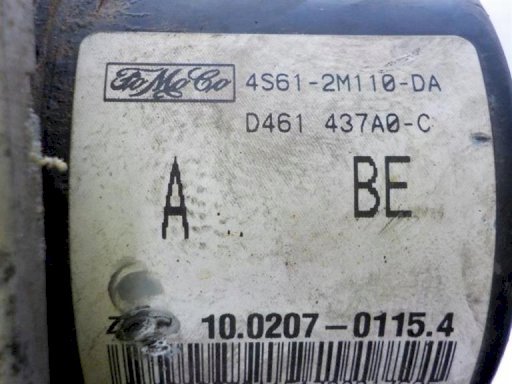 FoMoCo 4S61-2M110-DA
D461 437A0-C
A BE
10.0207-0115.4